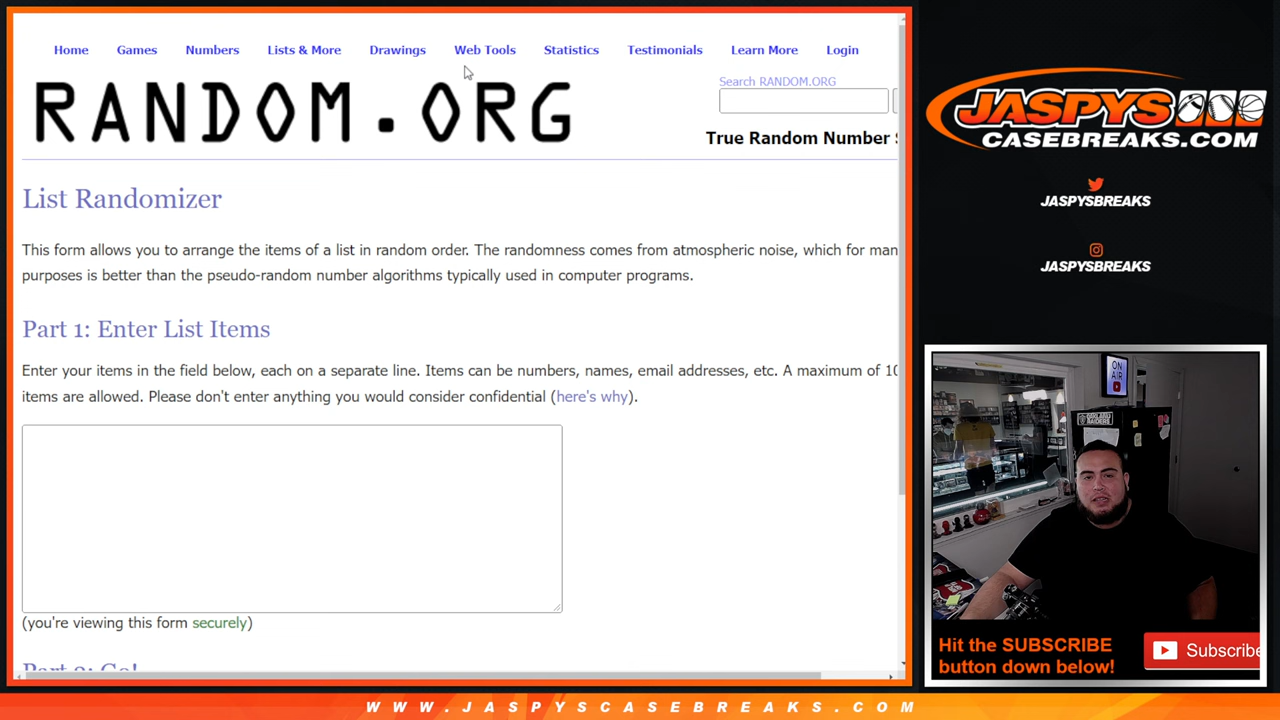 Home Games Numbers Lists & More Drawings Web Tools Statistics Testimonials Learn More Login
RANDOM.ORG
Search RANDOM.ORG
True Random Number
List Randomizer
This form allows you to arrange the items of a list in random order. The randomness comes from atmospheric noise, which for man
purposes is better than the pseudo-random number algorithms typically used in computer programs.
Part 1: Enter List Items
Enter your items in the field below, each on a separate line. Items can be numbers, names, email addresses, etc. A maximum of 10
items are allowed. Please don't enter anything you would consider confidential (here's why).
(you're viewing this form securely)
Part 2: Go!
JASPYS
CASEBREAKS.COM
JASPYSBREAKS
JASPYSBREAKS
ON
AIR
Hit the SUBSCRIBE
button down below!
Subscribe
WWW.JASPYSCASEBREAKS.COM